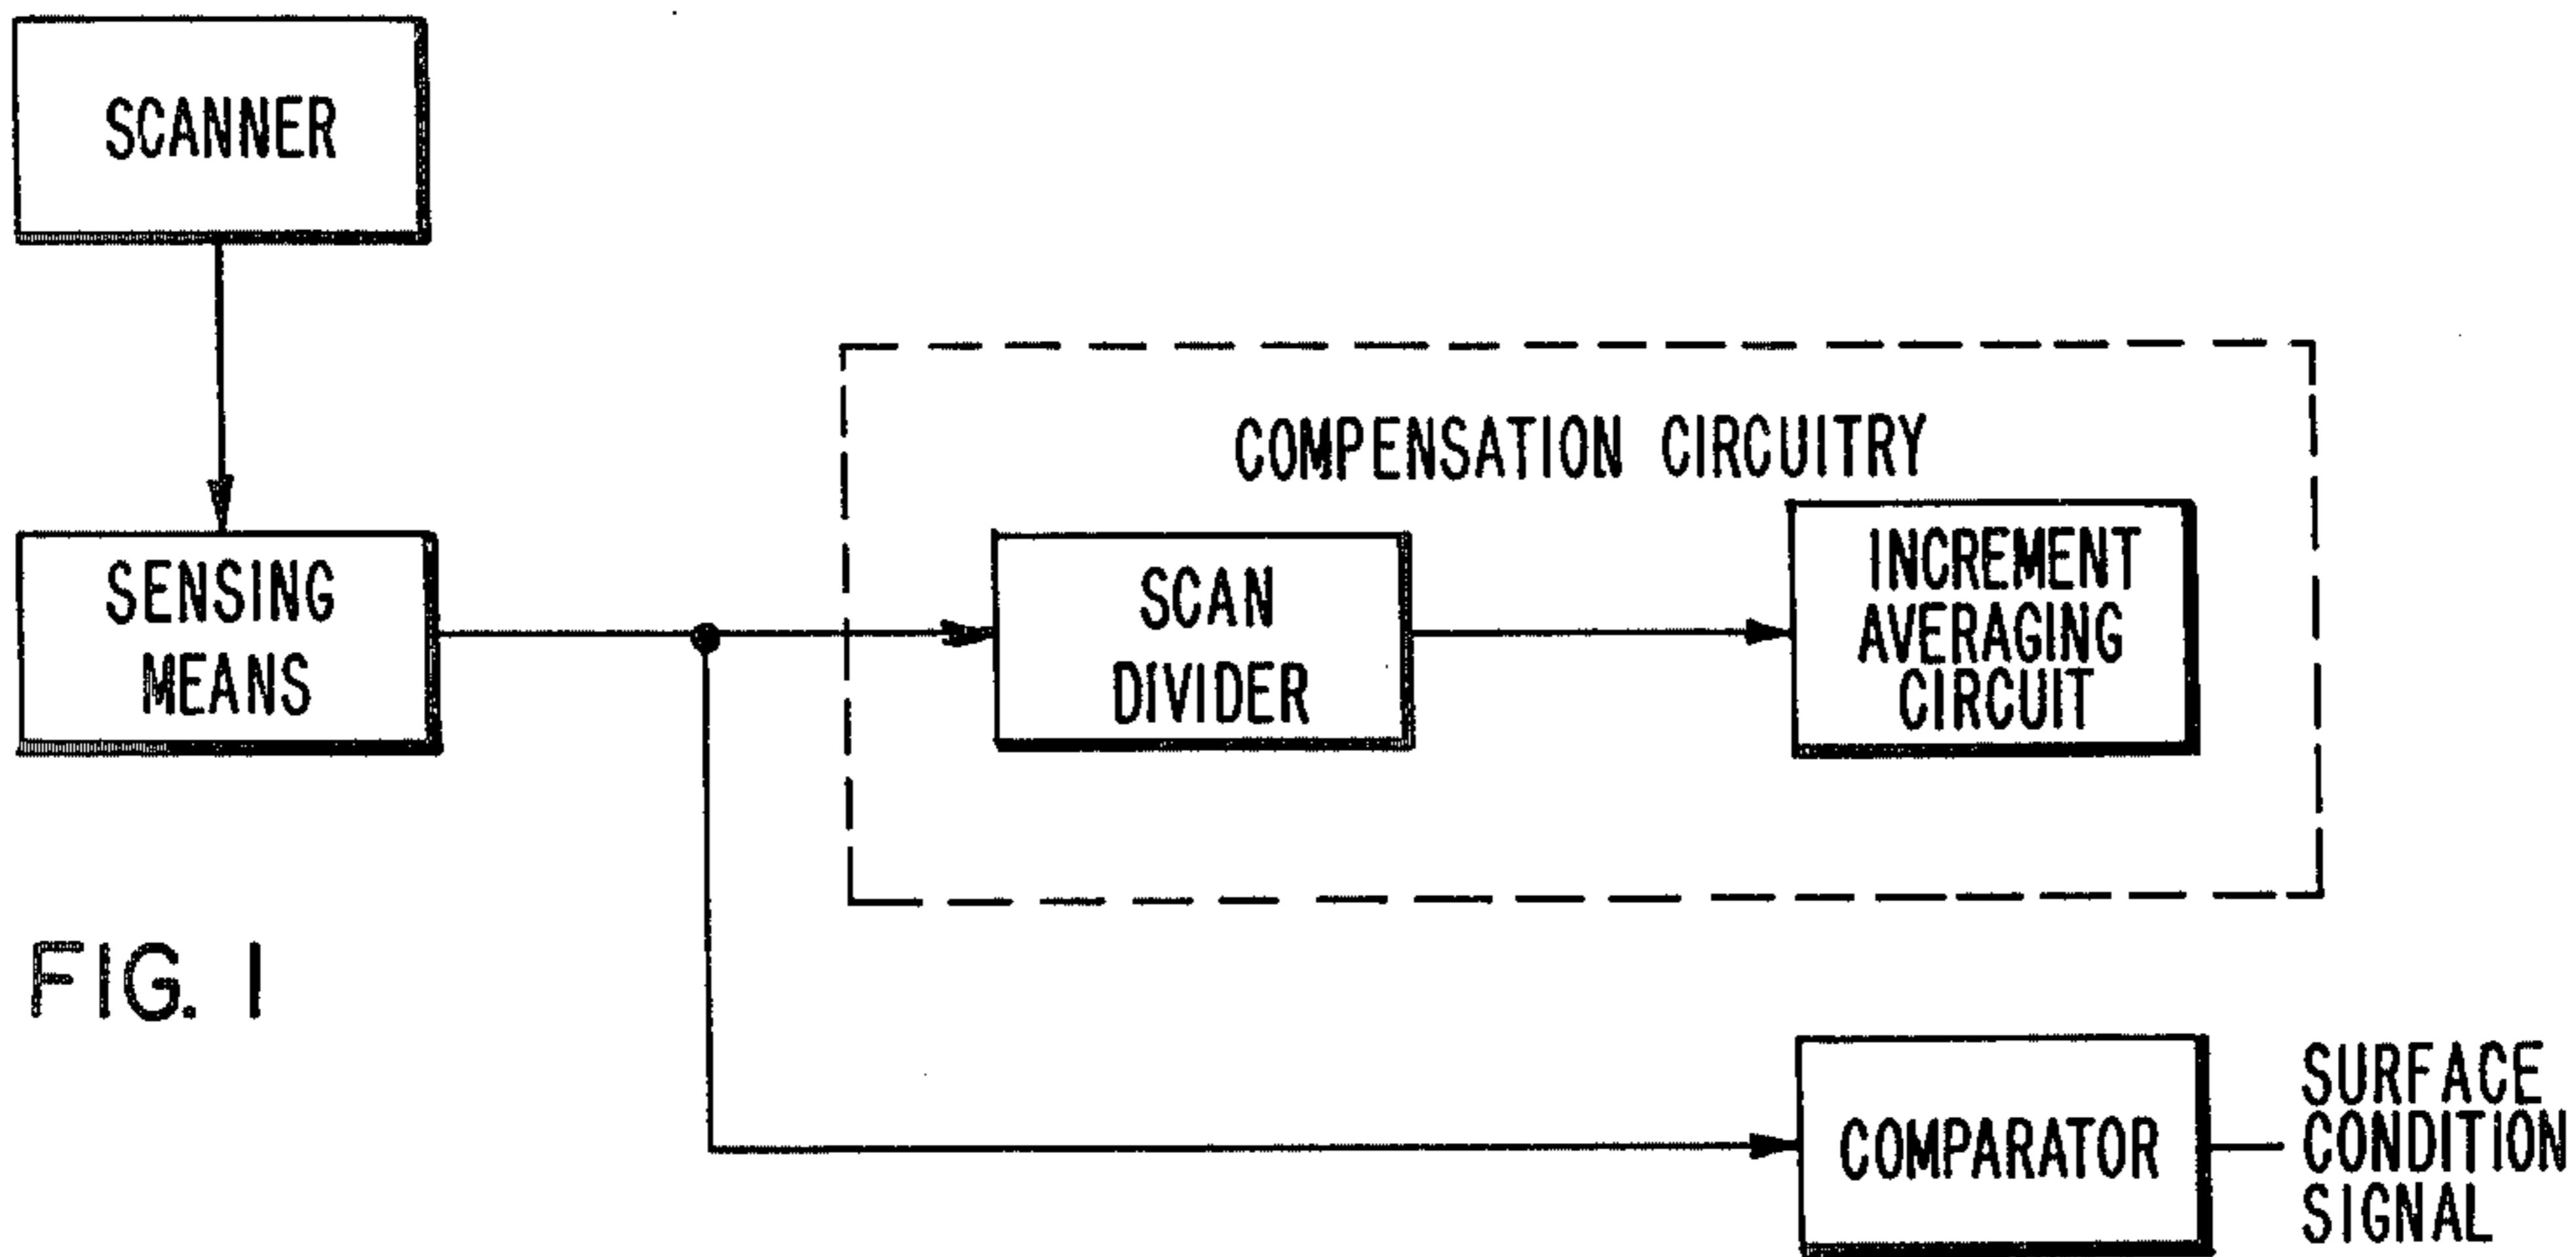 SCANNER
COMPENSATION CIRCUITRY
SENSING
MEANS
SCAN
DIVIDER
INCREMENT
AVERAGING
CIRCUIT
FIG. 1
COMPARATOR
SURFACE
CONDITION
SIGNAL